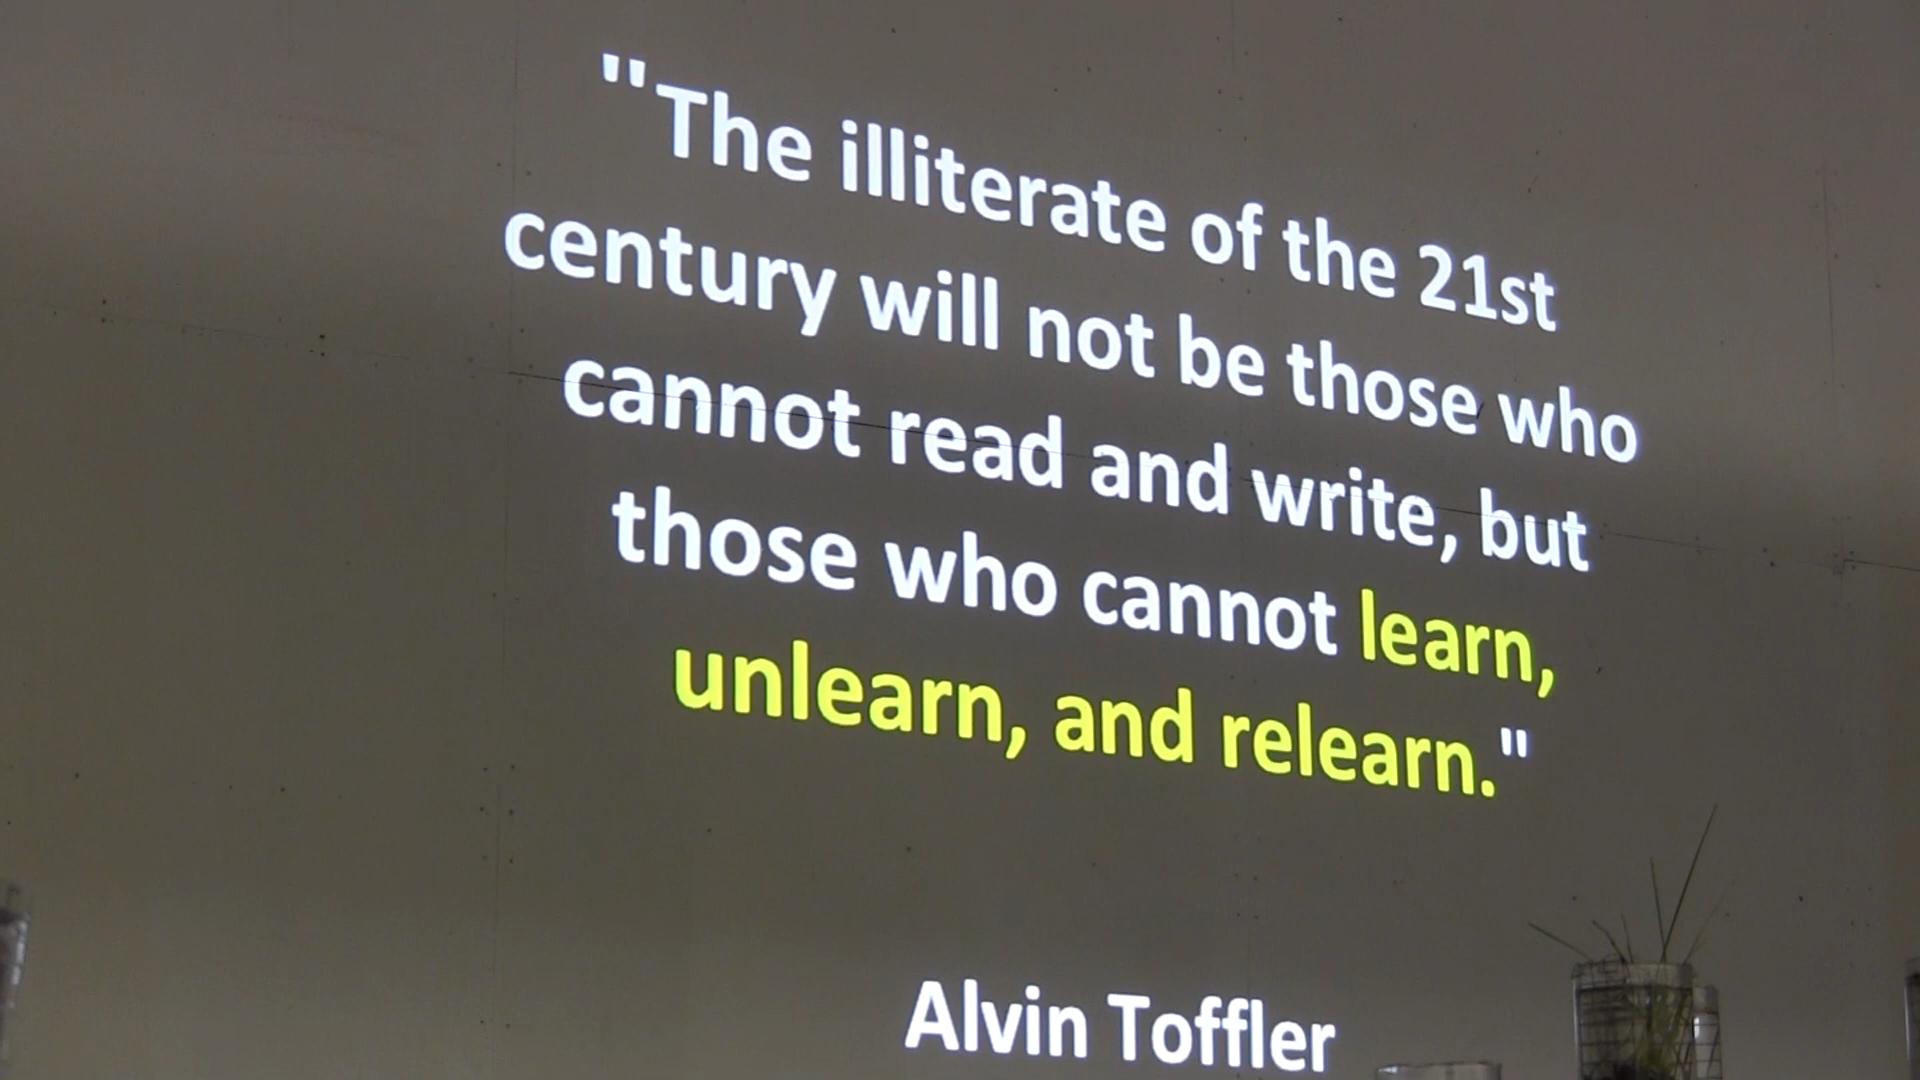 "The illiterate of the 21st
century will not be those who
cannot read and write, but
those who cannot learn,
unlearn, and relearn."
Alvin Toffler